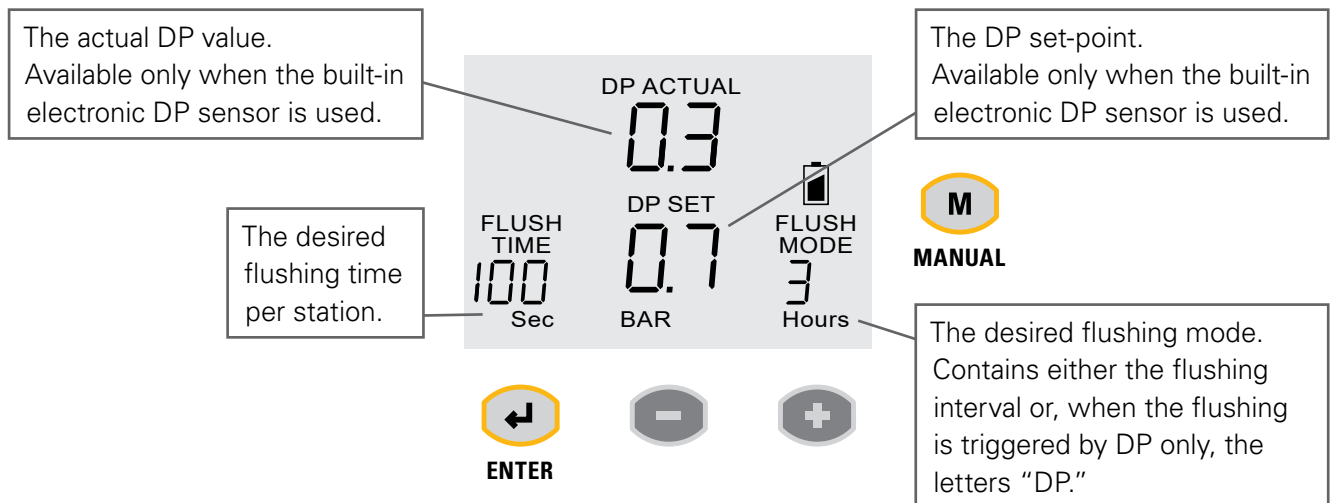 The actual DP value.
Available only when the built-in
electronic DP sensor is used.
The DP set-point.
Available only when the built-in
electronic DP sensor is used.
DP ACTUAL
0.3
DP SET
0.7
BAR
FLUSH
TIME
100
Sec
FLUSH
MODE
3
Hours
M
MANUAL
The desired
flushing time
per station.
The desired flushing mode.
Contains either the flushing
interval or, when the flushing
is triggered by DP only, the
letters “DP.”
ENTER